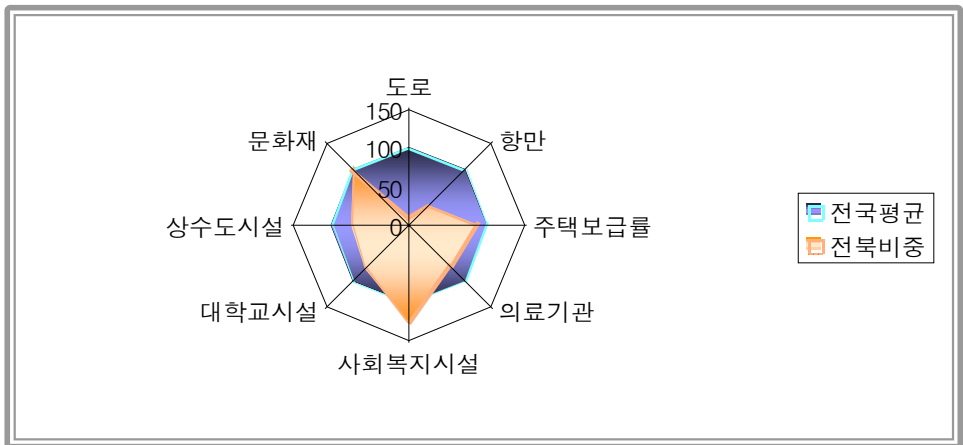 도로
150
항만
문화재
100
50
상수도시설
0
주택보급률
대학교시설
의료기관
사회복지시설
전국평균
전북비중